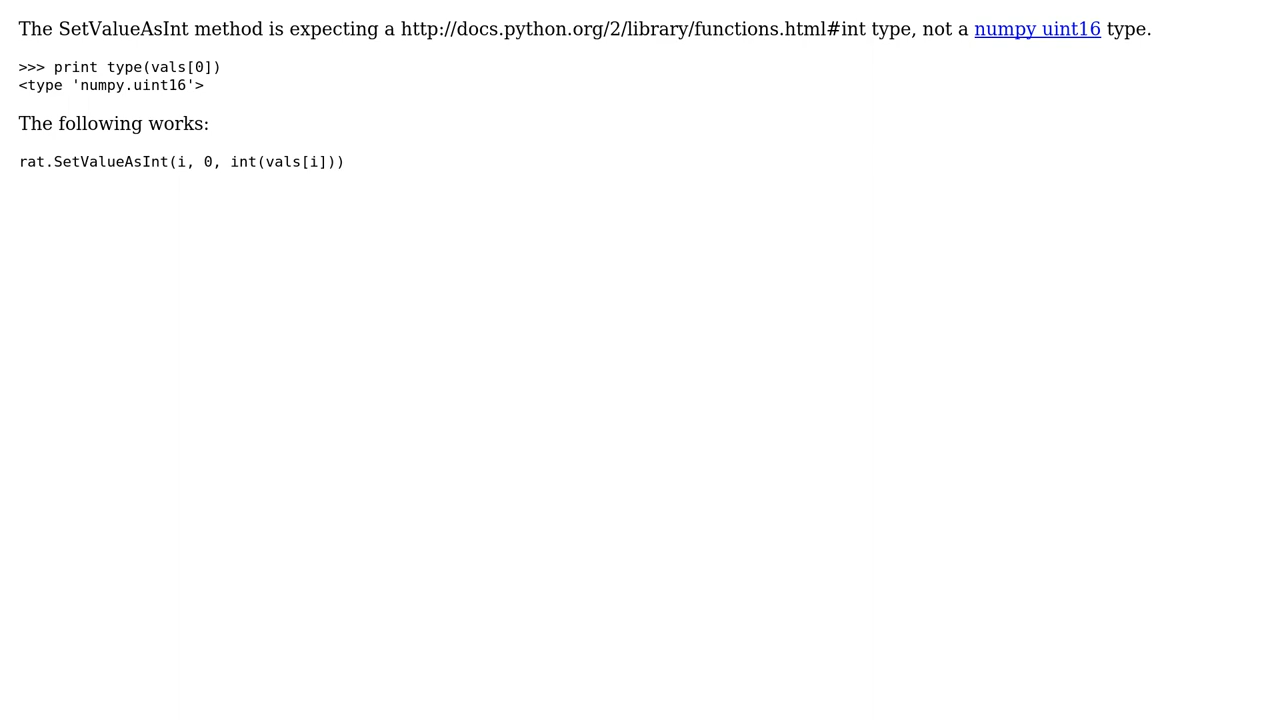 The SetValueAsInt method is expecting a http://docs.python.org/2/library/functions.html#int type, not a numpy uint16 type.
>>> print type(vals[0])
<type 'numpy.uint16'>
The following works:
rat.SetValueAsInt(i, 0, int(vals[i]))